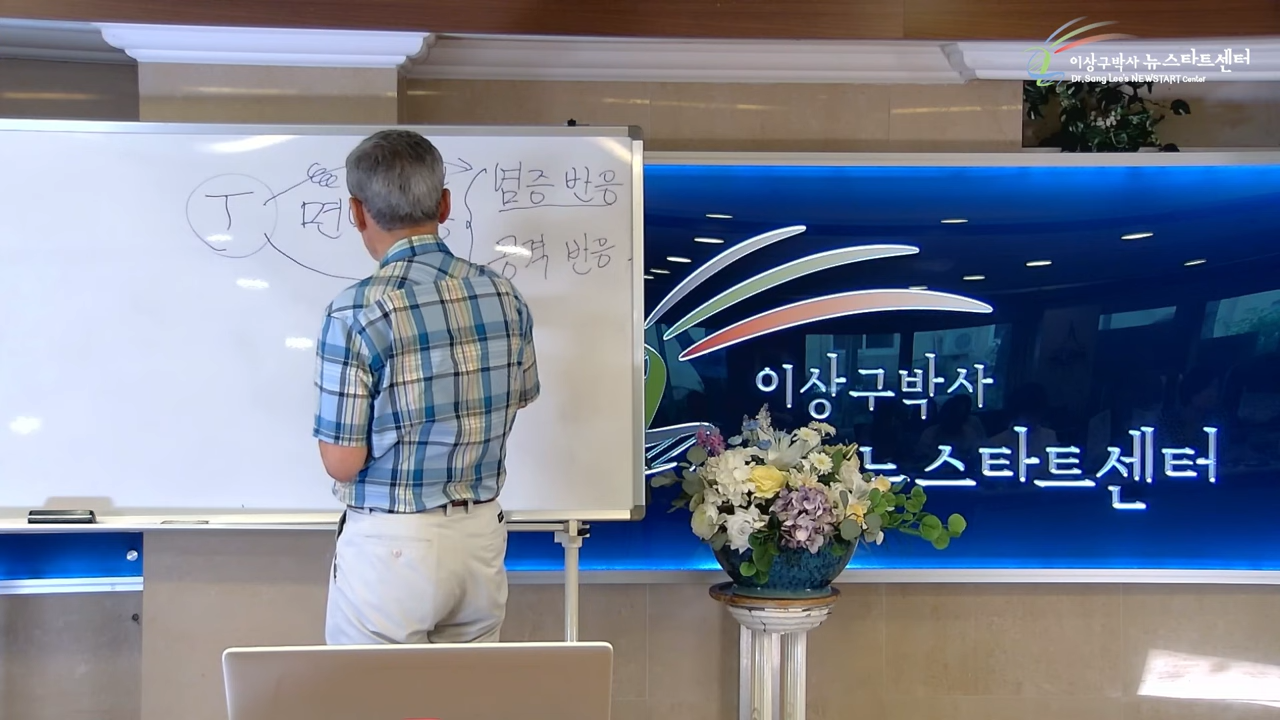 이상구박사 뉴스타트센터
Dr. Sang Lee's NEWSTART Center
T
면
염증 반응
공격 반응
이상구박사
뉴스타트센터